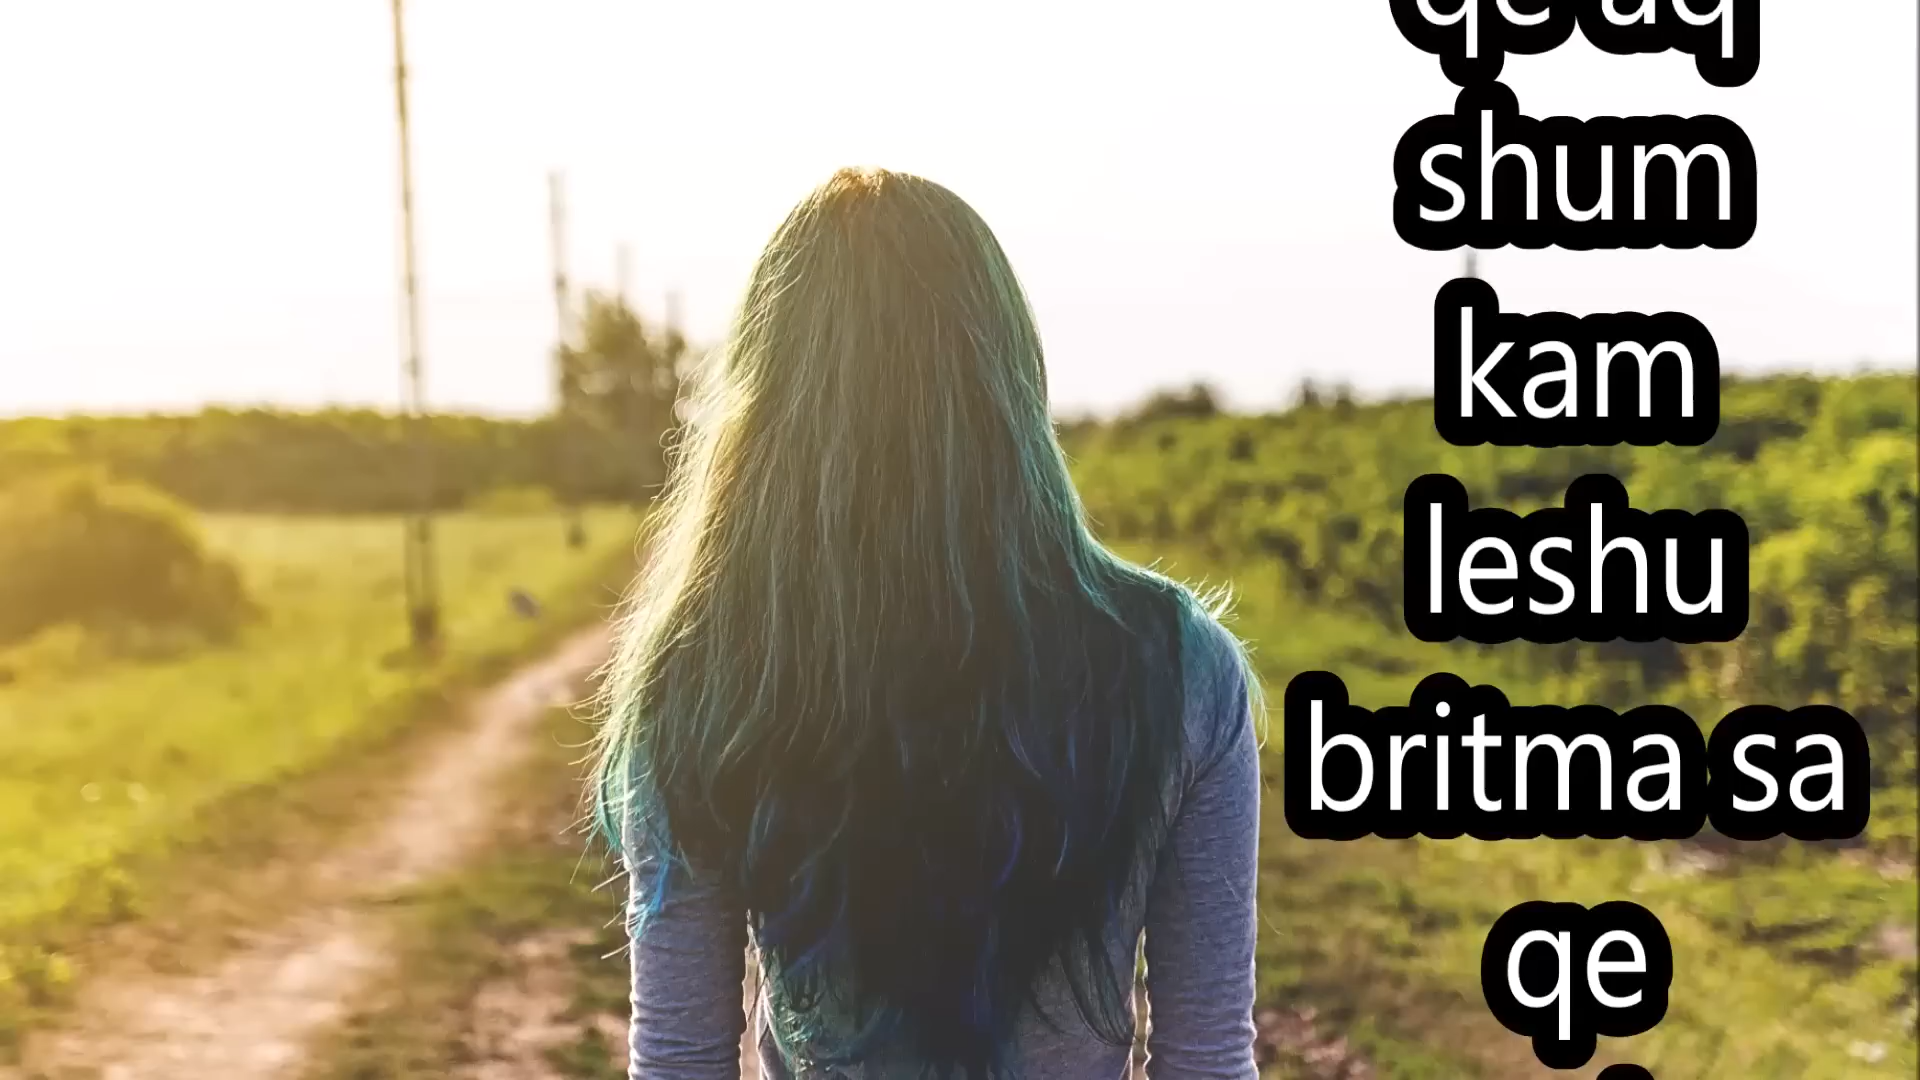 qe aq
shum
kam
leshu
britma sa
qe